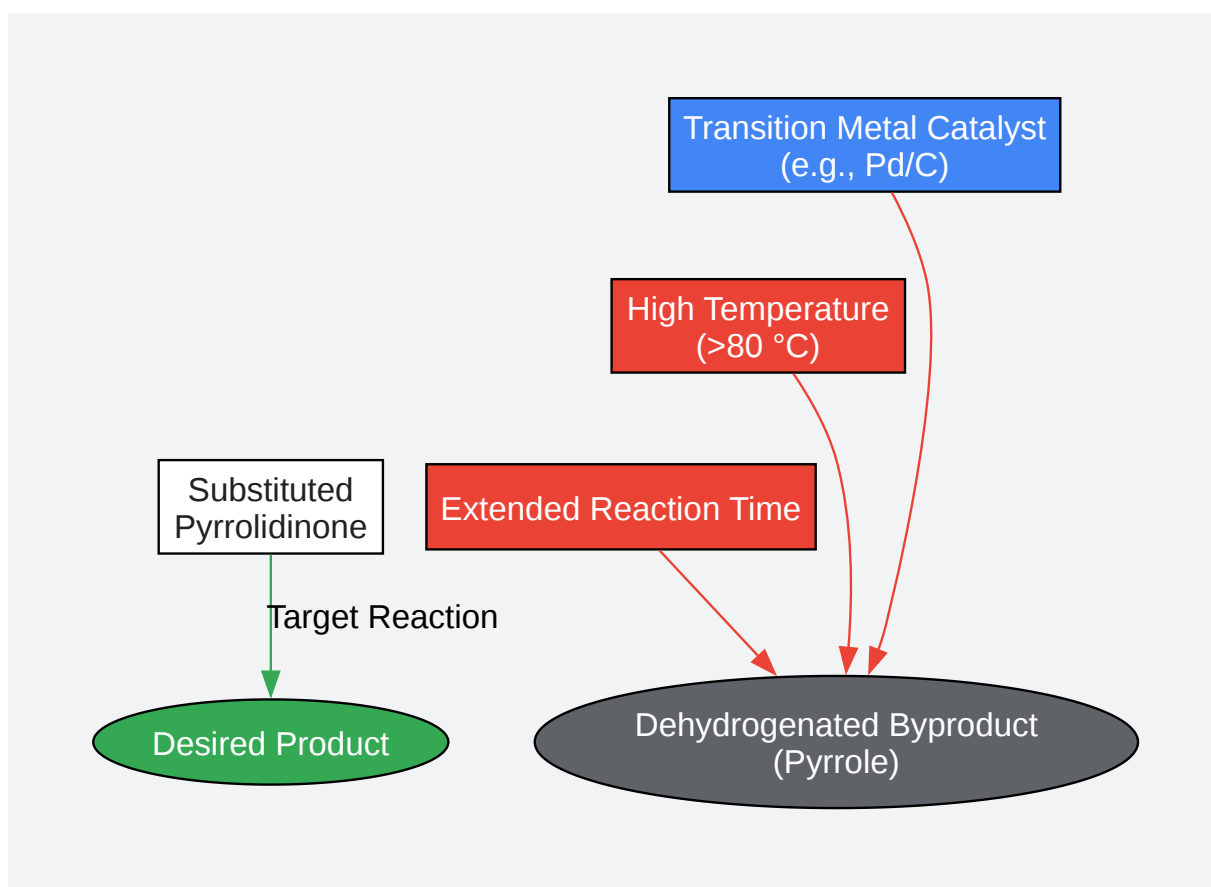 Transition Metal Catalyst
(e.g., Pd/C)
High Temperature
(>80 °C)
Substituted
Pyrrolidinone
Extended Reaction Time
Target Reaction
Desired Product
Dehydrogenated Byproduct
(Pyrrole)